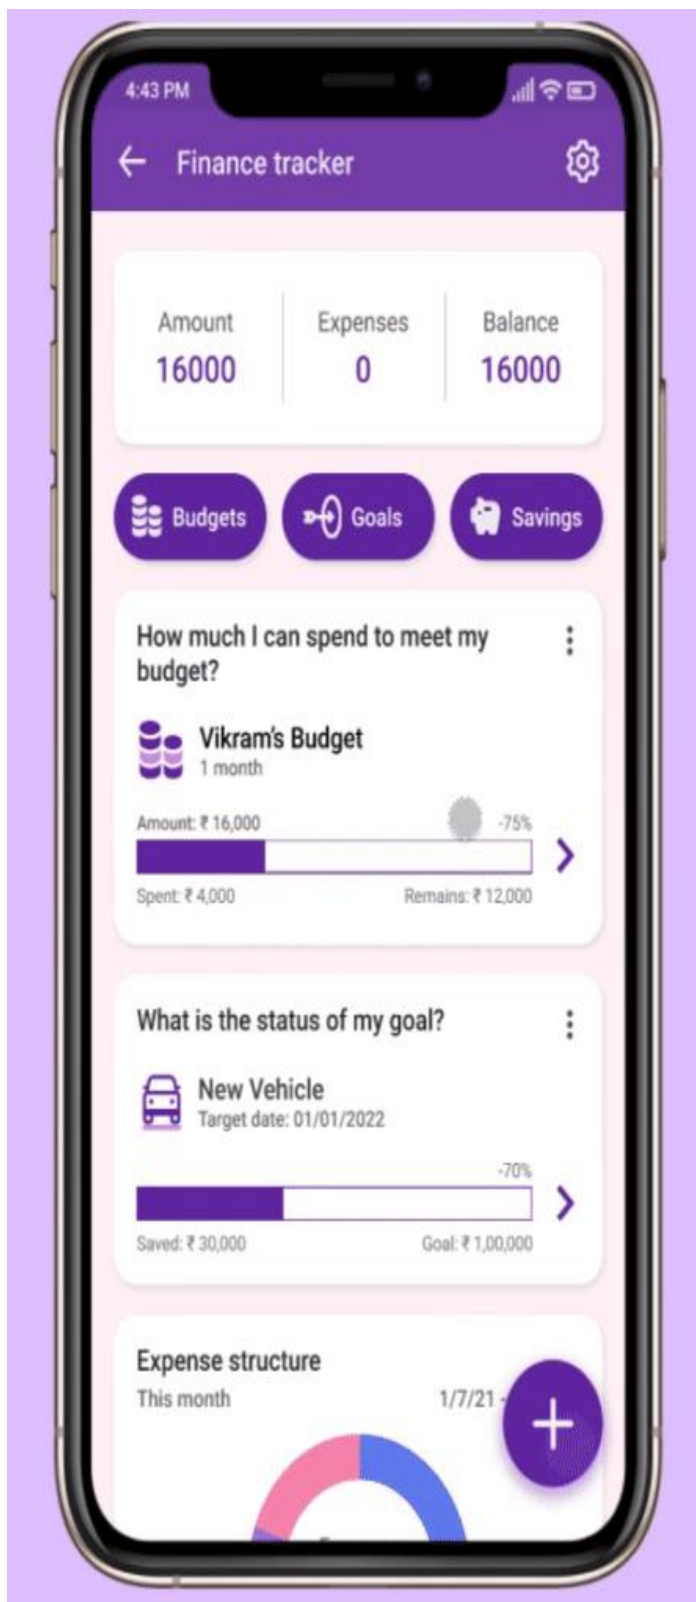 4:43 PM
Finance tracker
Amount
16000
Expenses
0
Balance
16000
Budgets
Goals
Savings
How much I can spend to meet my
budget?
Vikram's Budget
1 month
Amount: ₹ 16,000
-75%
Spent: ₹ 4,000
Remains: ₹ 12,000
What is the status of my goal?
New Vehicle
Target date: 01/01/2022
-70%
Saved: ₹ 30,000
Goal: ₹ 1,00,000
Expense structure
This month
1/7/21 -